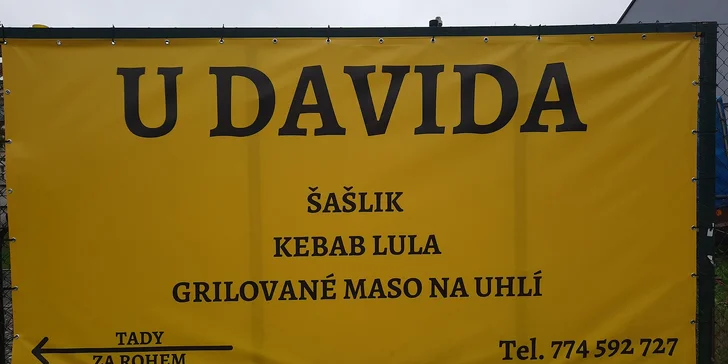 U DAVIDA
ŠAŠLIK
KEBAB LULA
GRILOVANÉ MASO NA UHLÍ
TADY
ZA ROHEM
Tel. 774 592 727